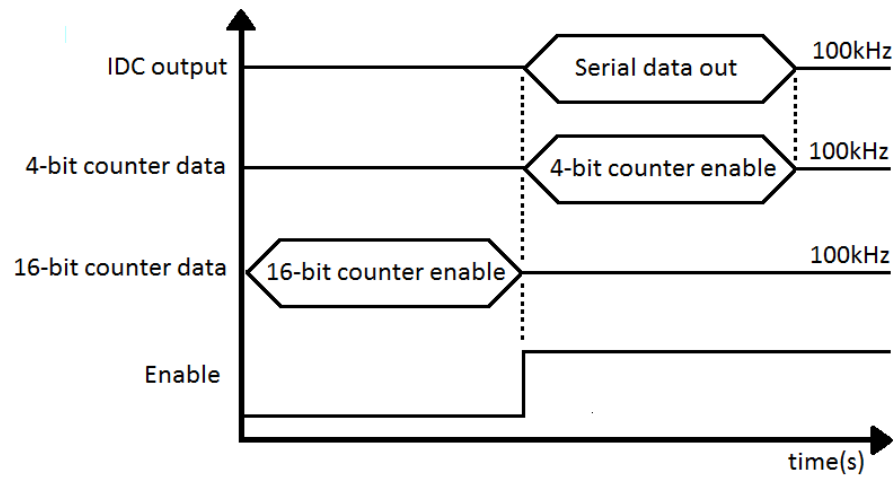 IDC output
Serial data out
100kHz
4-bit counter data
4-bit counter enable
100kHz
16-bit counter data
16-bit counter enable
100kHz
Enable
time(s)